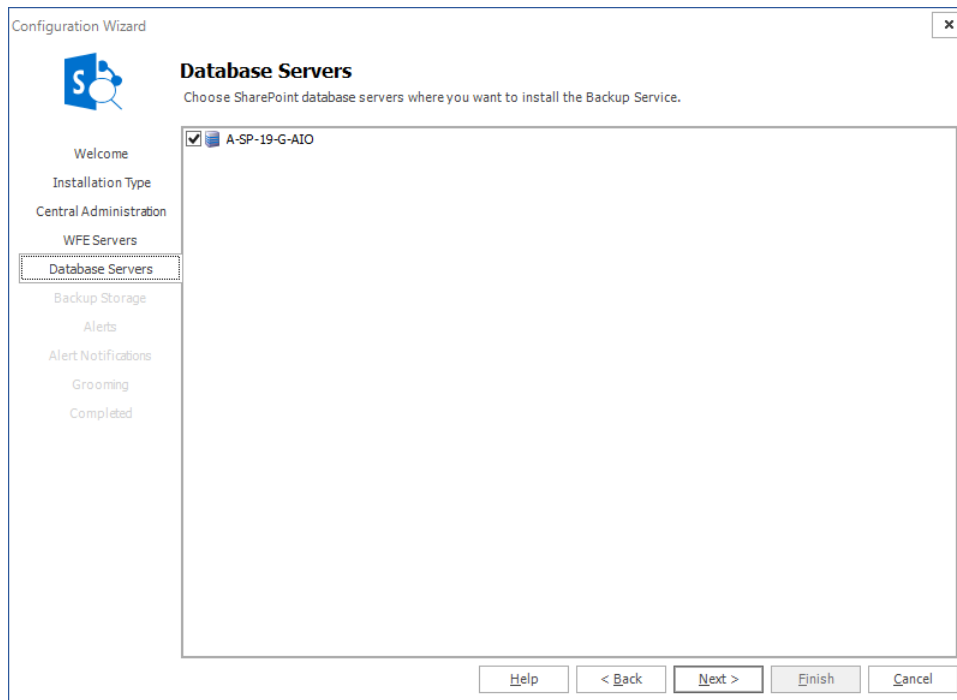 Configuration Wizard
Database Servers
Choose SharePoint database servers where you want to install the Backup Service.
A-SP-19-G-AIO
Welcome
Installation Type
Central Administration
WFE Servers
Database Servers
Backup Storage
Alerts
Alert Notifications
Grooming
Completed
Help
< Back
Next >
Finish
Cancel